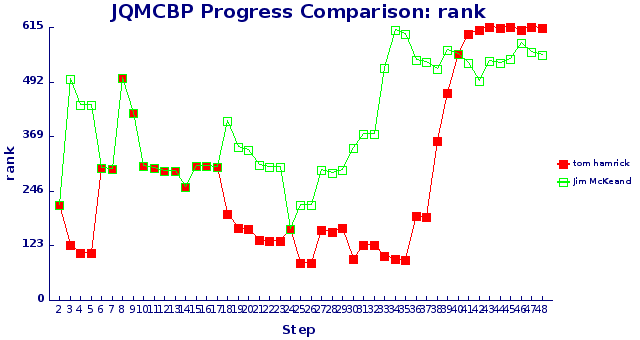 JQMCBP Progress Comparison: rank
615
492
369
246
123
0
rank
2 3 4 5 6 7 8 9 10 11 12 13 14 15 16 17 18 19 20 21 22 23 24 25 26 27 28 29 30 31 32 33 34 35 36 37 38 39 40 41 42 43 44 45 46 47 48
Step
tom hamrick
Jim McKeand